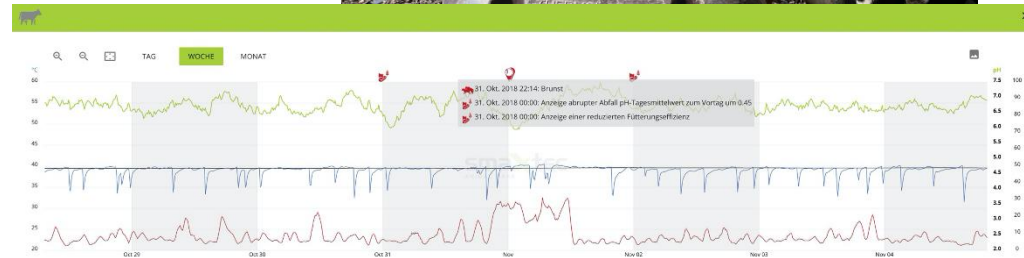 TAG WOCHE MONAT
°C
pH
31. Okt. 2018 22:14: Brunst
31. Okt. 2018 00:00: Anzeige abrupter Abfall pH-Tagesmittelwert zum Vortag um 0.45
31. Okt. 2018 00:00: Anzeige einer reduzierten Fütterungseffizienz
60 7.5 100
55 7.0 90
50 6.5 80
6.0 70
45 5.5 60
40 5.0 50
4.5
35 4.0 40
30 3.5 30
3.0 20
25 2.5 10
20 2.0 0
smaxtec
Oct 29 Oct 30 Oct 31 Nov Nov 02 Nov 03 Nov 04